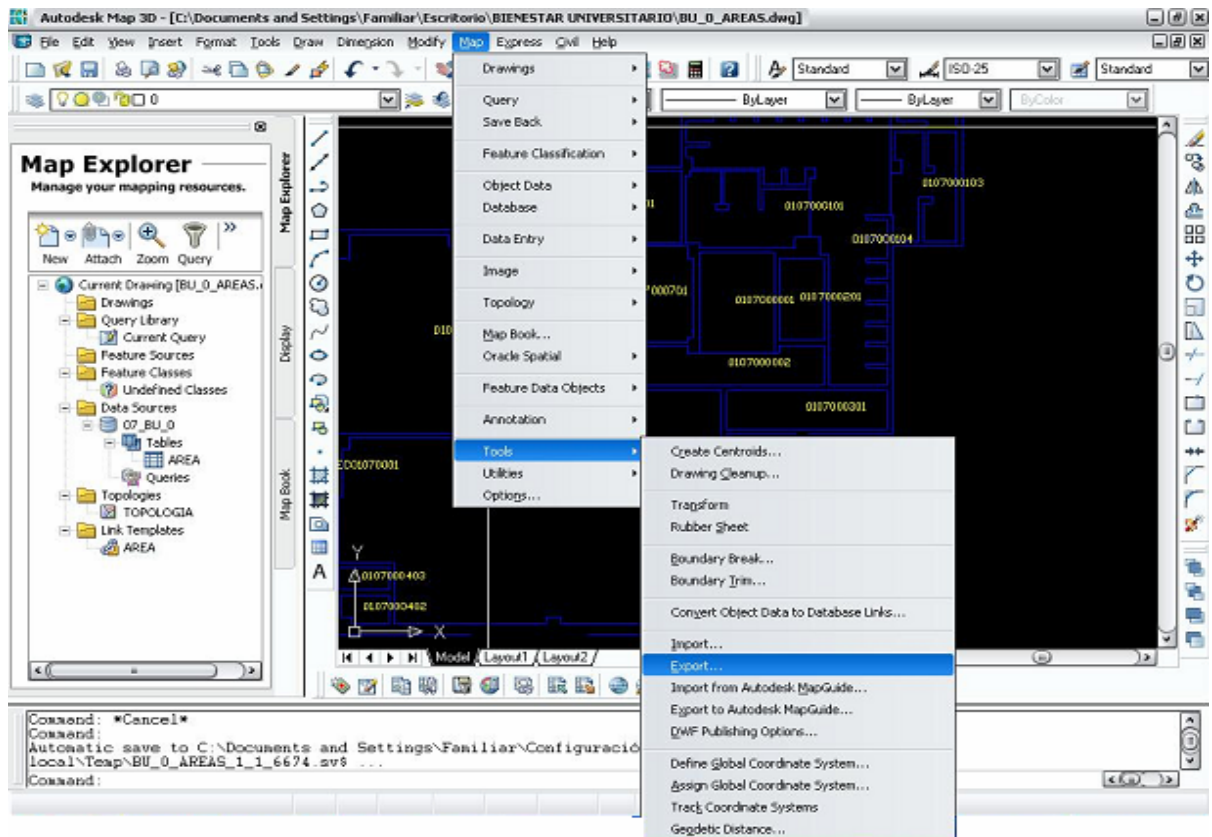 Autodesk Map 3D - [C:\Documents and Settings\Familiar\Escritorio\BIENESTAR UNIVERSITARIO\BU_0_AREAS.dwg]
File Edit View Insert Format Tools Draw Dimension Modify Map Express Civil Help
Standard ISO-25 Standard
0 ByLayer ByLayer ByColor
Map Explorer
Manage your mapping resources.
New Attach Zoom Query
Current Drawing [BU_0_AREAS.
Drawings
Query Library
Current Query
Feature Sources
Feature Classes
Undefined Classes
Data Sources
07_BU_0
Tables
AREA
Queries
Topologies
TOPOLOGIA
Link Templates
AREA
Map Explorer
Display
Map Book
Drawings
Query
Save Back
Feature Classification
Object Data
Database
Data Entry
Image
Topology
Map Book...
Oracle Spatial
Feature Data Objects
Annotation
Tools
Utilities
Options...
Create Centroids...
Drawing Cleanup...
Transform
Rubber Sheet
Boundary Break...
Boundary Trim...
Convert Object Data to Database Links...
Import...
Export...
Import from Autodesk MapGuide...
Export to Autodesk MapGuide...
DWF Publishing Options...
Define Global Coordinate System...
Assign Global Coordinate System...
Track Coordinate Systems
Geodetic Distance...
0107000103
0107000101
0107000104
000701
0107000001 0107000201
010
0107000002
0107000301
01070001
Y
0107000403
0107000402
X
Model Layout1 Layout2
Command: *Cancel*
Command:
Automatic save to C:\Documents and Settings\Familiar\Configuració
local\Temp\BU_0_AREAS_1_1_6674.sv$ ...
Command: